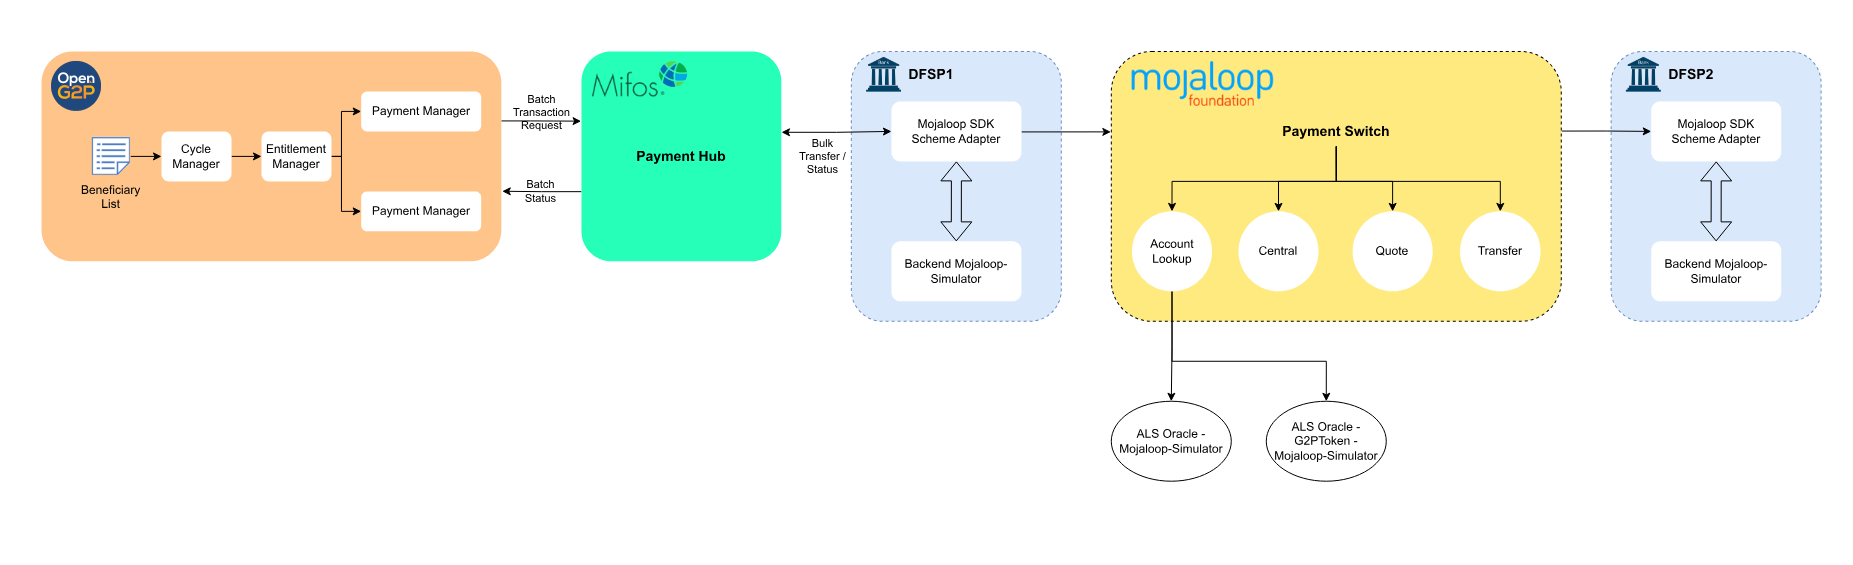 Open
G2P
Beneficiary
List
Cycle
Manager
Entitlement
Manager
Payment Manager
Payment Manager
Batch
Transaction
Request
Batch
Status
Mifos
Payment Hub
Bulk
Transfer /
Status
Bank
DFSP1
Mojaloop SDK
Scheme Adapter
Backend Mojaloop-
Simulator
mojaloop
foundation
Payment Switch
Account
Lookup
Central
Quote
Transfer
ALS Oracle -
Mojaloop-Simulator
ALS Oracle -
G2PToken -
Mojaloop-Simulator
Bank
DFSP2
Mojaloop SDK
Scheme Adapter
Backend Mojaloop-
Simulator